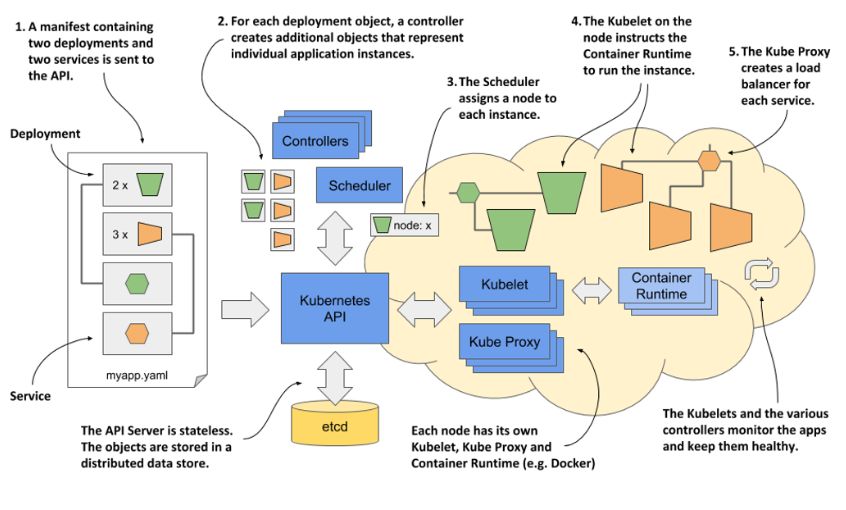 1. A manifest containing
two deployments and
two services is sent to
the API.
2. For each deployment object, a controller
creates additional objects that represent
individual application instances.
3. The Scheduler
assigns a node to
each instance.
4. The Kubelet on the
node instructs the
Container Runtime
to run the instance.
5. The Kube Proxy
creates a load
balancer for
each service.
Deployment
2 x
3 x
myapp.yaml
Service
Controllers
Scheduler
node: x
Kubernetes
API
etcd
Kubelet
Kube Proxy
Container
Runtime
The API Server is stateless.
The objects are stored in a
distributed data store.
Each node has its own
Kubelet, Kube Proxy and
Container Runtime (e.g. Docker)
The Kubelets and the various
controllers monitor the apps
and keep them healthy.